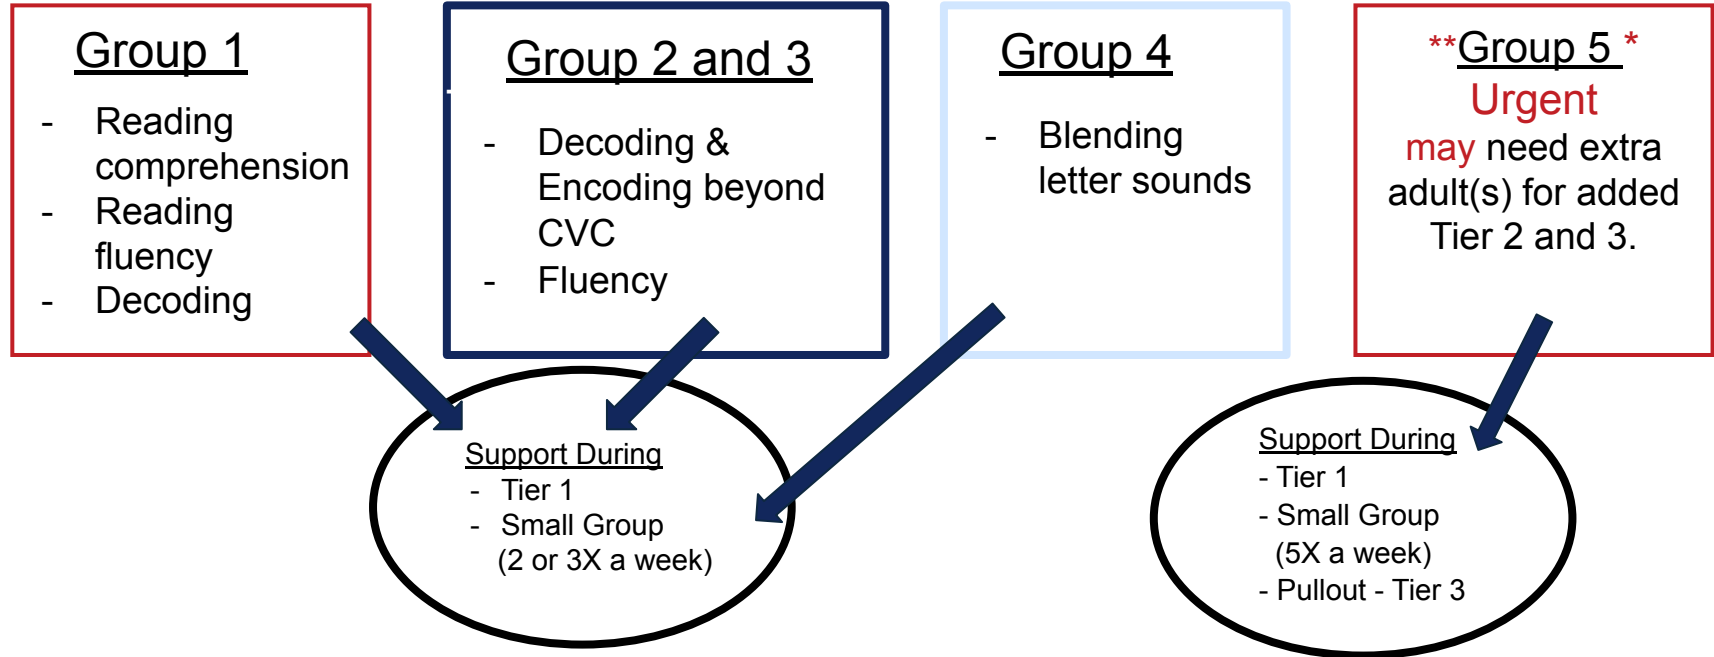 Group 1
- Reading
comprehension
- Reading
fluency
- Decoding
Group 2 and 3
- Decoding &
Encoding beyond
CVC
- Fluency
Group 4
- Blending
letter sounds
**Group 5 *
Urgent
may need extra
adult(s) for added
Tier 2 and 3.
Support During
- Tier 1
- Small Group
(2 or 3X a week)
Support During
- Tier 1
- Small Group
(5X a week)
- Pullout - Tier 3